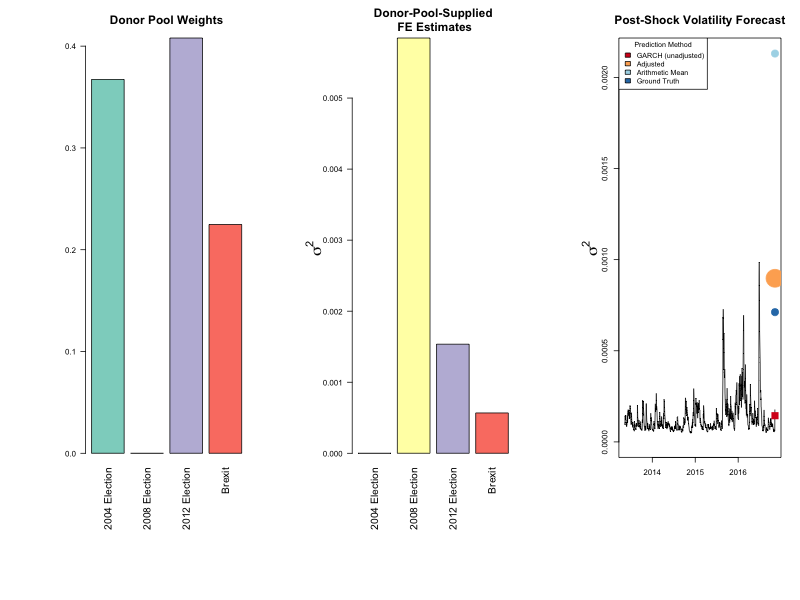 Donor Pool Weights
0.4
0.3
0.2
0.1
0.0
2004 Election
2008 Election
2012 Election
Brexit
Donor-Pool-Supplied
FE Estimates
σ²
0.005
0.004
0.003
0.002
0.001
0.000
2004 Election
2008 Election
2012 Election
Brexit
Post-Shock Volatility Forecast
σ²
0.0020
0.0015
0.0010
0.0005
0.0000
Prediction Method
GARCH (unadjusted)
Adjusted
Arithmetic Mean
Ground Truth
2014
2015
2016